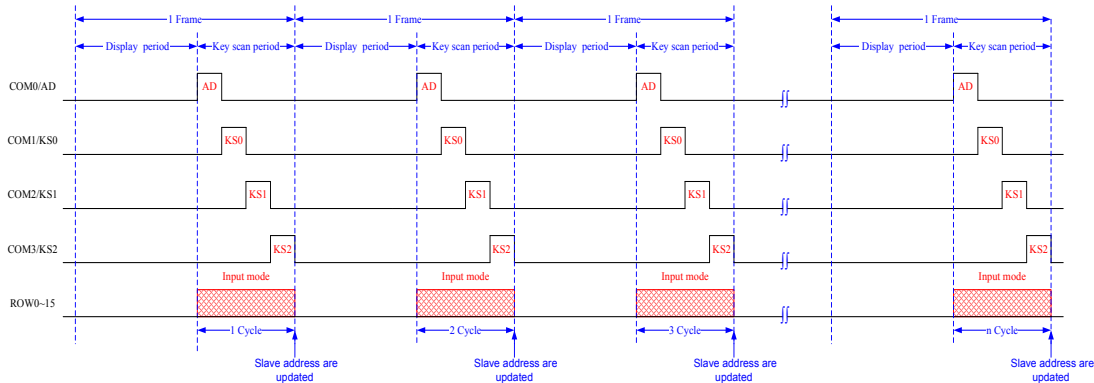 1 Frame 1 Frame 1 Frame 1 Frame
Display period Key scan period Display period Key scan period Display period Key scan period Display period Key scan period
COM0/AD AD AD AD AD
COM1/KS0 KS0 KS0 KS0 KS0
COM2/KS1 KS1 KS1 KS1 KS1
COM3/KS2 KS2 KS2 KS2 KS2
Input mode Input mode Input mode Input mode
ROW0~15
1 Cycle 2 Cycle 3 Cycle n Cycle
Slave address are Slave address are Slave address are Slave address are
updated updated updated updated